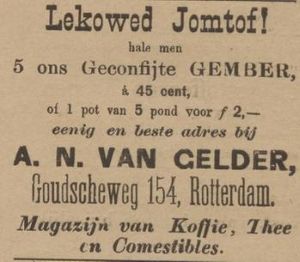 Lekowed Jomtof!
hale men
5 ons Geconfijte GEMBER,
à 45 cent,
of 1 pot van 5 pond voor f 2,—
eenig en beste adres bij
A. N. VAN GELDER,
Goudscheweg 154, Rotterdam.
Magazijn van Koffie, Thee
en Comestibles.